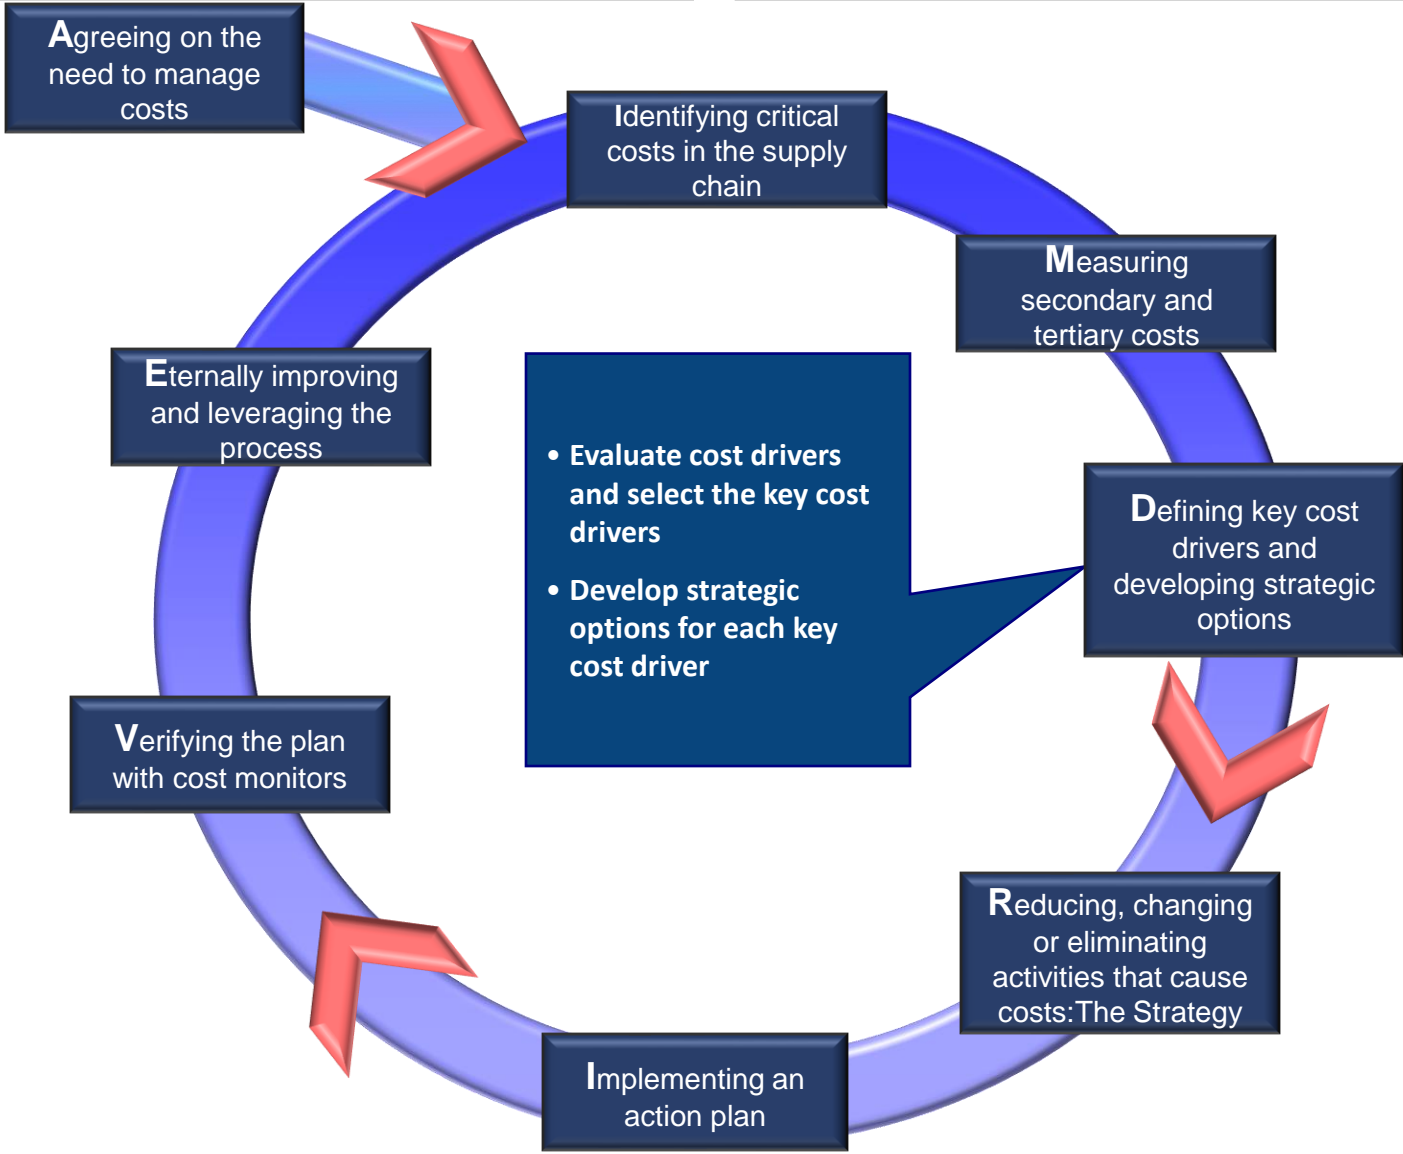 Agreeing on the
need to manage
costs
Identifying critical
costs in the supply
chain
Measuring
secondary and
tertiary costs
Defining key cost
drivers and
developing strategic
options
Reducing, changing
or eliminating
activities that cause
costs:The Strategy
Implementing an
action plan
Verifying the plan
with cost monitors
Eternally improving
and leveraging the
process
• Evaluate cost drivers
and select the key cost
drivers
• Develop strategic
options for each key
cost driver